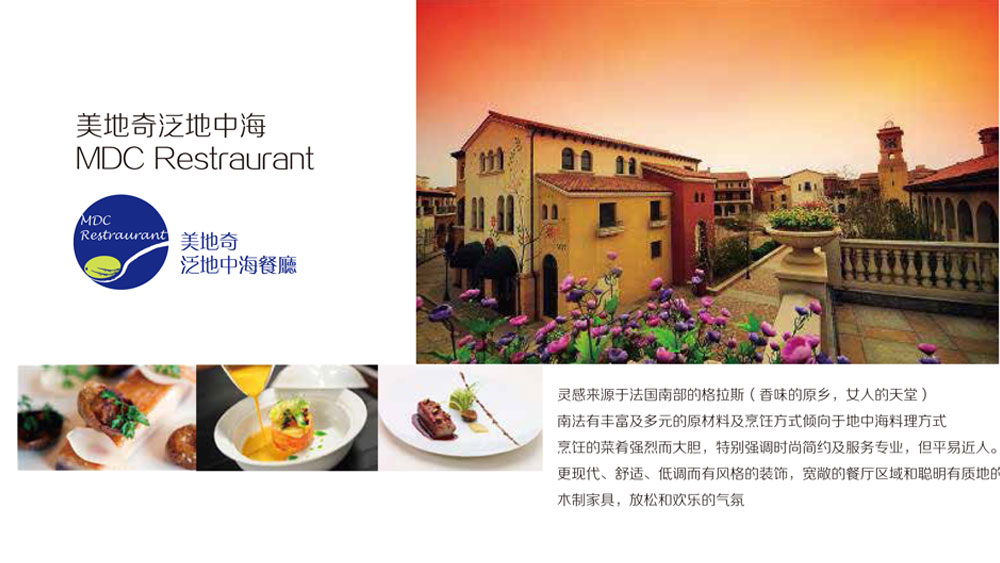 美地奇泛地中海
MDC Restraurant
MDC
Restraurant
美地奇
泛地中海餐廳
灵感来源于法国南部的格拉斯（香味的原乡，女人的天堂）
南法有丰富及多元的原材料及烹饪方式倾向于地中海料理方式
烹饪的菜肴强烈而大胆，特别强调时尚简约及服务专业，但平易近人。
更现代、舒适、低调而有风格的装饰，宽敞的餐厅区域和聪明有质地的
木制家具，放松和欢乐的气氛